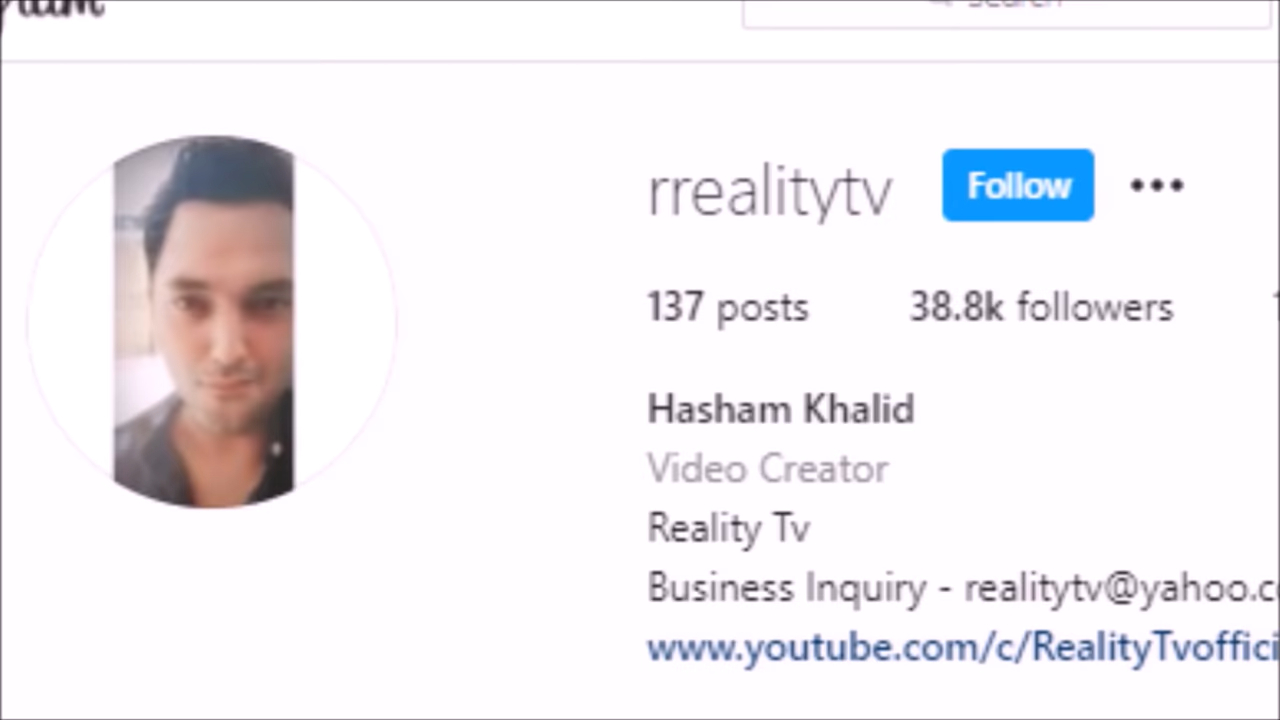 rrealitytv Follow
137 posts 38.8k followers
Hasham Khalid
Video Creator
Reality Tv
Business Inquiry - realitytv@yahoo.c
www.youtube.com/c/RealityTvoffici